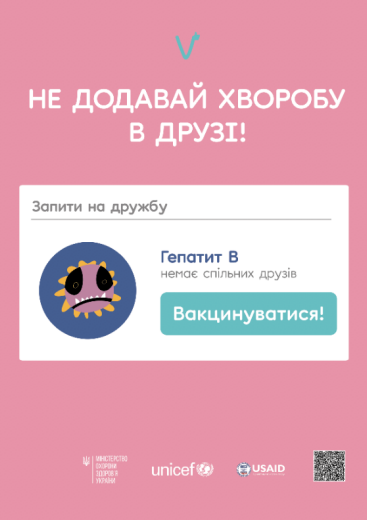 НЕ ДОДАВАЙ ХВОРОБУ
В ДРУЗІ!
Запити на дружбу
Гепатит В
немає спільних друзів
Вакцинуватися!
МІНІСТЕРСТВО
ОХОРОНИ
ЗДОРОВ'Я
УКРАЇНИ
unicef
USAID